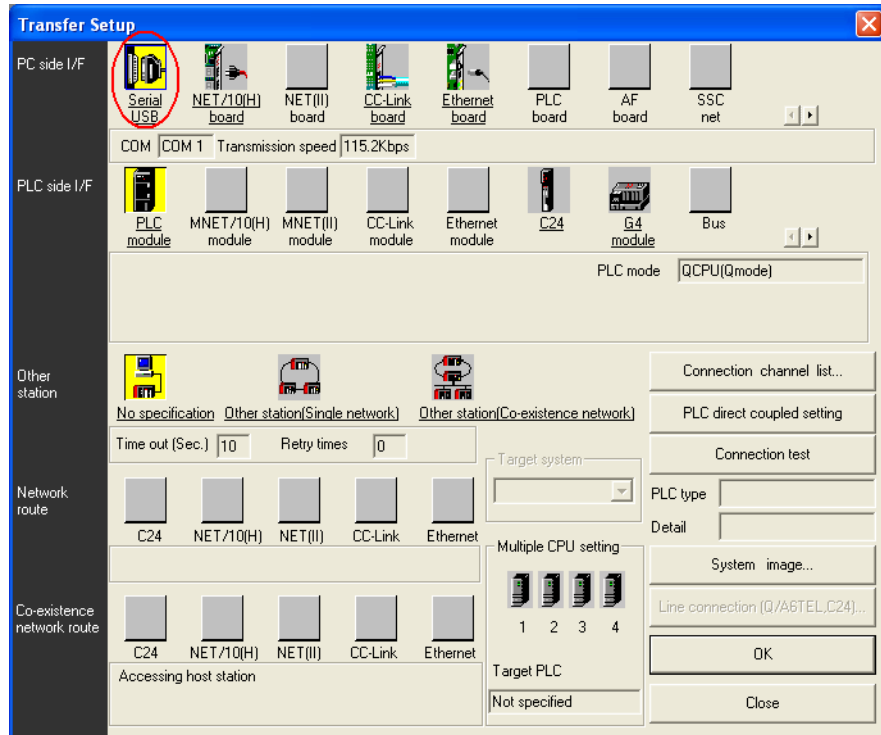 Transfer Setup
PC side I/F
Serial USB
NET/10(H) board
NET(II) board
CC-Link board
Ethernet board
PLC board
AF board
SSC net
COM COM 1 Transmission speed 115.2Kbps
PLC side I/F
PLC module
MNET/10(H) module
MNET(II) module
CC-Link module
Ethernet module
C24
G4 module
Bus
PLC mode QCPU(Qmode)
Other station
No specification
Other station(Single network)
Other station(Co-existence network)
Time out (Sec.) 10 Retry times 0
Connection channel list...
PLC direct coupled setting
Connection test
Target system
PLC type
Detail
System image...
Line connection (Q/A6TEL,C24)...
OK
Close
Network route
C24 NET/10(H) NET(II) CC-Link Ethernet
Multiple CPU setting
1 2 3 4
Target PLC
Not specified
Co-existence network route
C24 NET/10(H) NET(II) CC-Link Ethernet
Accessing host station